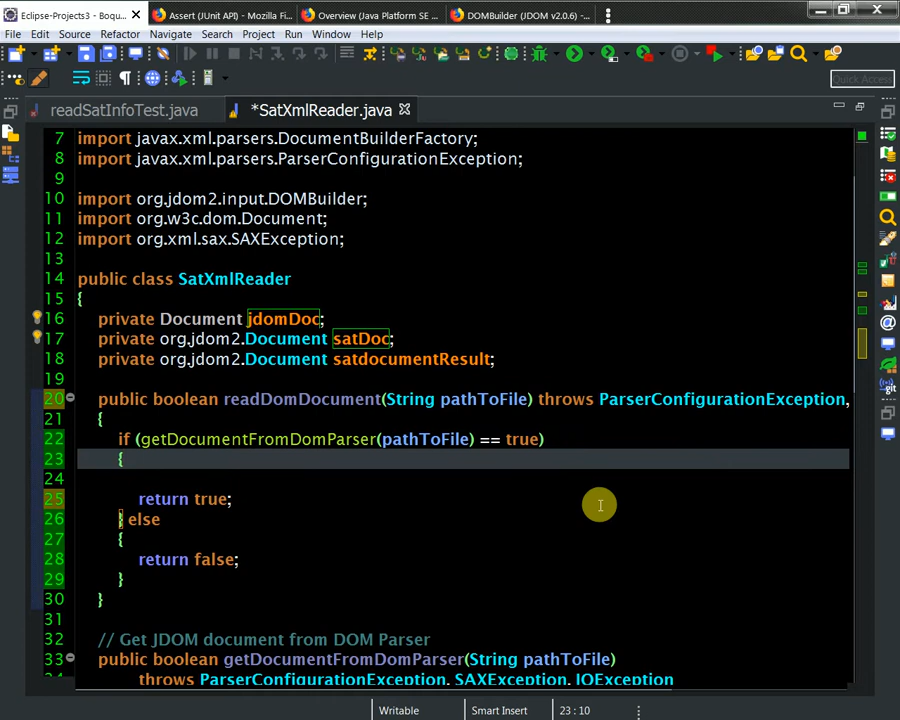 Eclipse-Projects3 - Boqu...
Assert (JUnit API) - Mozilla Fi...
Overview (Java Platform SE ...
DOMBuilder (JDOM v2.0.6) - ...
File Edit Source Refactor Navigate Search Project Run Window Help
Quick Access
readSatInfoTest.java
*SatXmlReader.java
7 import javax.xml.parsers.DocumentBuilderFactory;
8 import javax.xml.parsers.ParserConfigurationException;
9
10 import org.jdom2.input.DOMBuilder;
11 import org.w3c.dom.Document;
12 import org.xml.sax.SAXException;
13
14 public class SatXmlReader
15 {
16 private Document jdomDoc;
17 private org.jdom2.Document satDoc;
18 private org.jdom2.Document satdocumentResult;
19
20 public boolean readDomDocument(String pathToFile) throws ParserConfigurationException,
21 {
22 if (getDocumentFromDomParser(pathToFile) == true)
23 {
24
25 return true;
26 } else
27 {
28 return false;
29 }
30 }
31
32 // Get JDOM document from DOM Parser
33 public boolean getDocumentFromDomParser(String pathToFile)
throws ParserConfigurationException, SAXException, IOException
Writable Smart Insert 23 : 10